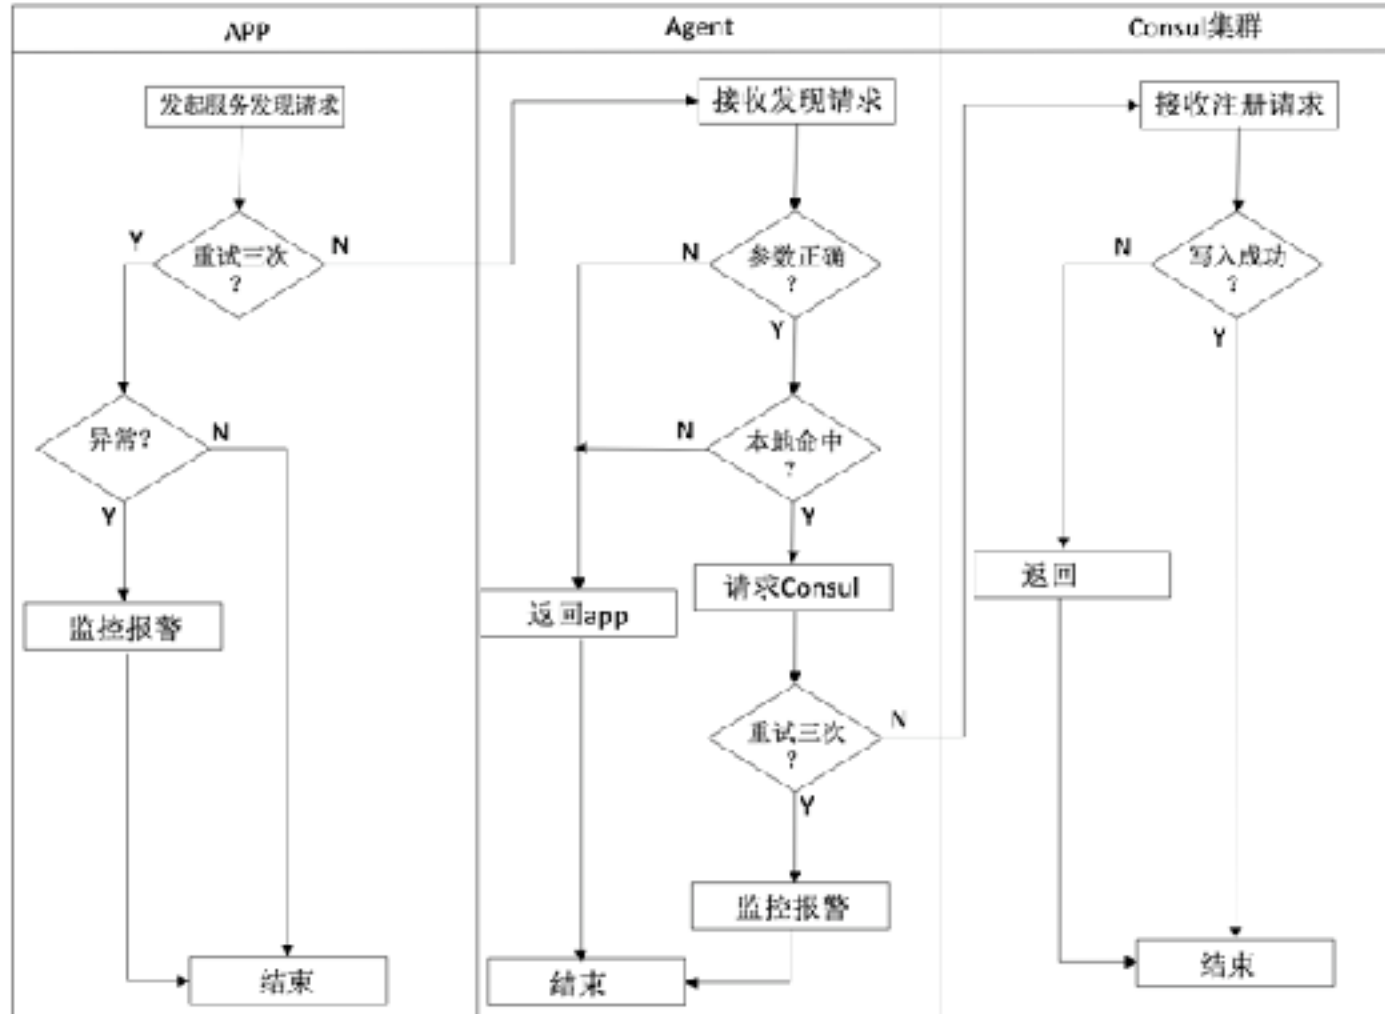 APP
Agent
Consul集群
发起服务发现请求
重试三次
?
Y
N
异常?
N
Y
监控报警
结束
接收发现请求
参数正确
?
N
Y
本地命中
?
N
Y
请求Consul
返回app
重试三次
?
N
Y
监控报警
结束
接收注册请求
写入成功
?
N
Y
返回
结束